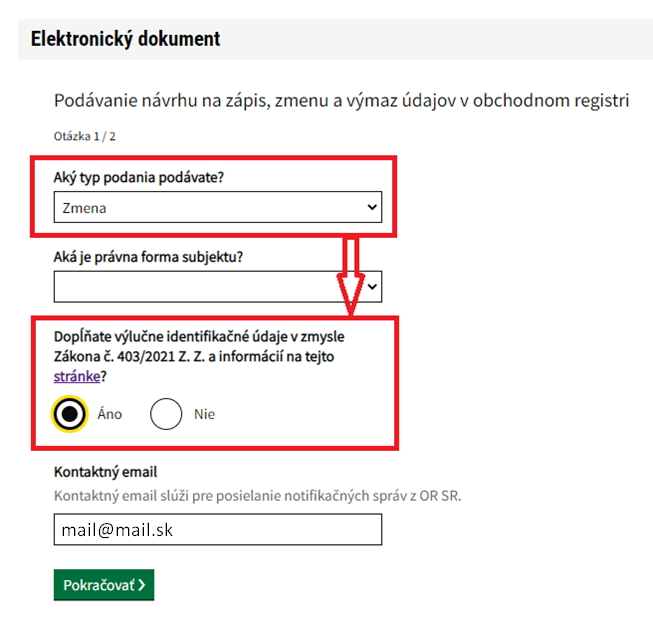 Elektronický dokument
Podávanie návrhu na zápis, zmenu a výmaz údajov v obchodnom registri
Otázka 1 / 2
Aký typ podania podávate?
Zmena
Aká je právna forma subjektu?
Dopĺňate výlučne identifikačné údaje v zmysle
Zákona č. 403/2021 Z. Z. a informácií na tejto
stránke?
Áno Nie
Kontaktný email
Kontaktný email slúži pre posielanie notifikačných správ z OR SR.
mail@mail.sk
Pokračovať